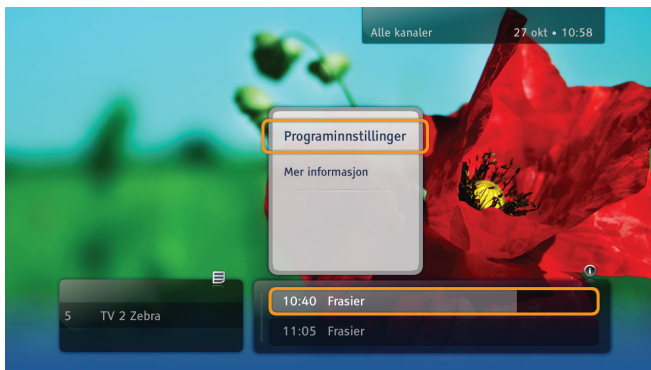 Alle kanaler 27 okt • 10:58
Programinnstillinger
Mer informasjon
5 TV 2 Zebra
10:40 Frasier
11:05 Frasier